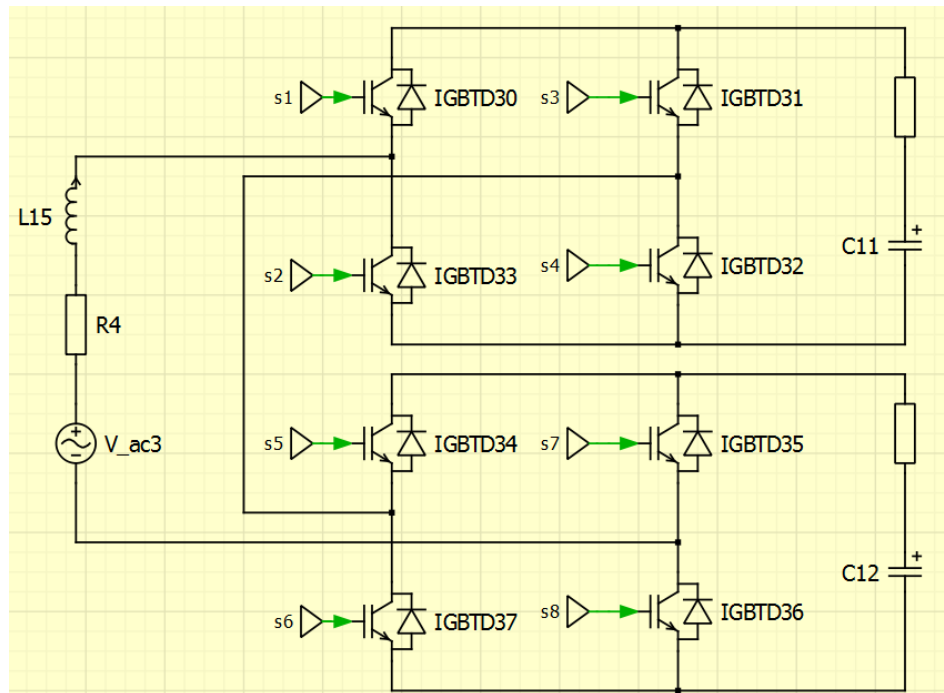 s1 IGBTD30 s3 IGBTD31
L15
s2 IGBTD33 s4 IGBTD32 C11 +
R4
+ V_ac3 −
s5 IGBTD34 s7 IGBTD35
C12 +
s6 IGBTD37 s8 IGBTD36